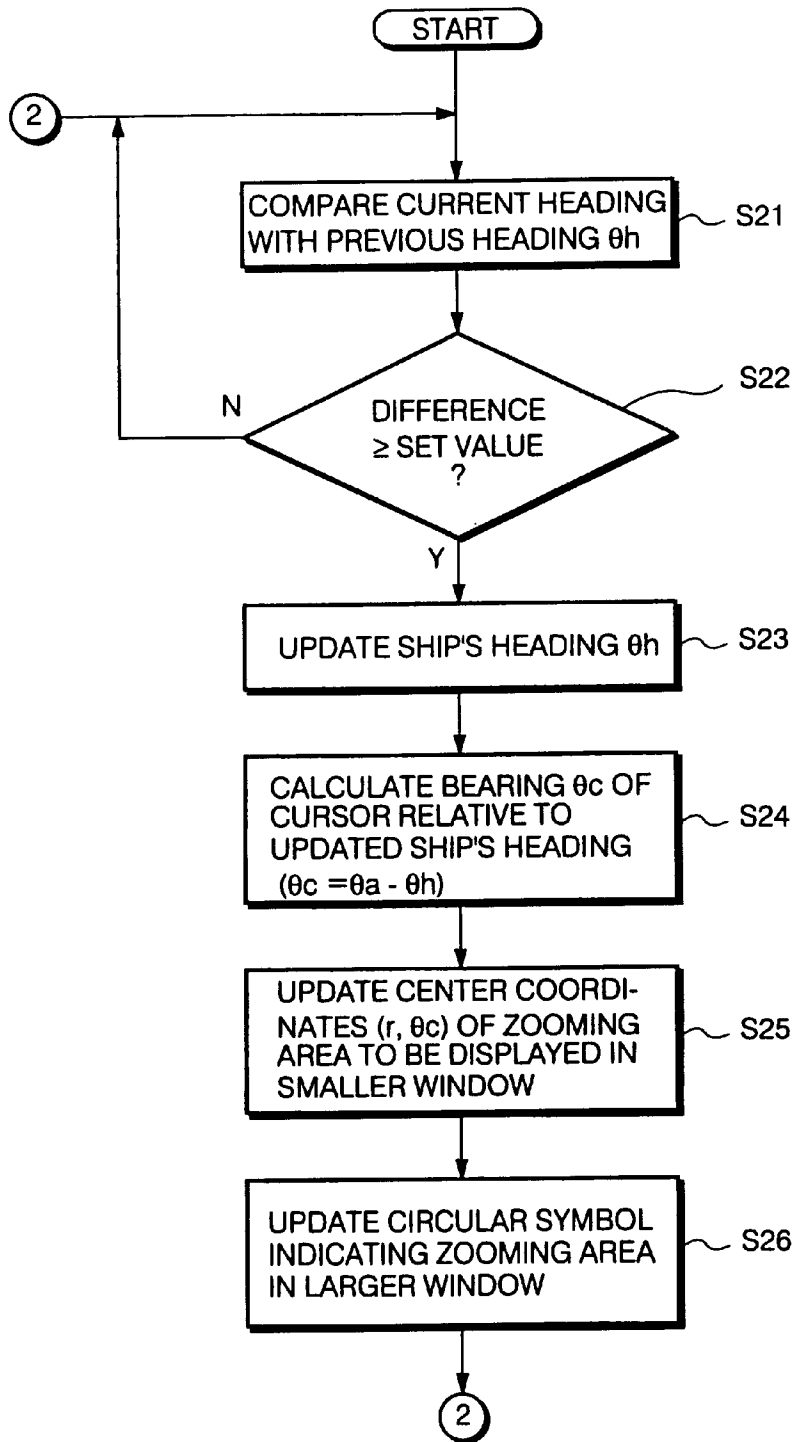 START
2
COMPARE CURRENT HEADING
WITH PREVIOUS HEADING θh
S21
S22
N
DIFFERENCE
≥ SET VALUE
?
Y
UPDATE SHIP'S HEADING θh
S23
CALCULATE BEARING θc OF
CURSOR RELATIVE TO
UPDATED SHIP'S HEADING
(θc = θa - θh)
S24
UPDATE CENTER COORDI-
NATES (r, θc) OF ZOOMING
AREA TO BE DISPLAYED IN
SMALLER WINDOW
S25
UPDATE CIRCULAR SYMBOL
INDICATING ZOOMING AREA
IN LARGER WINDOW
S26
2